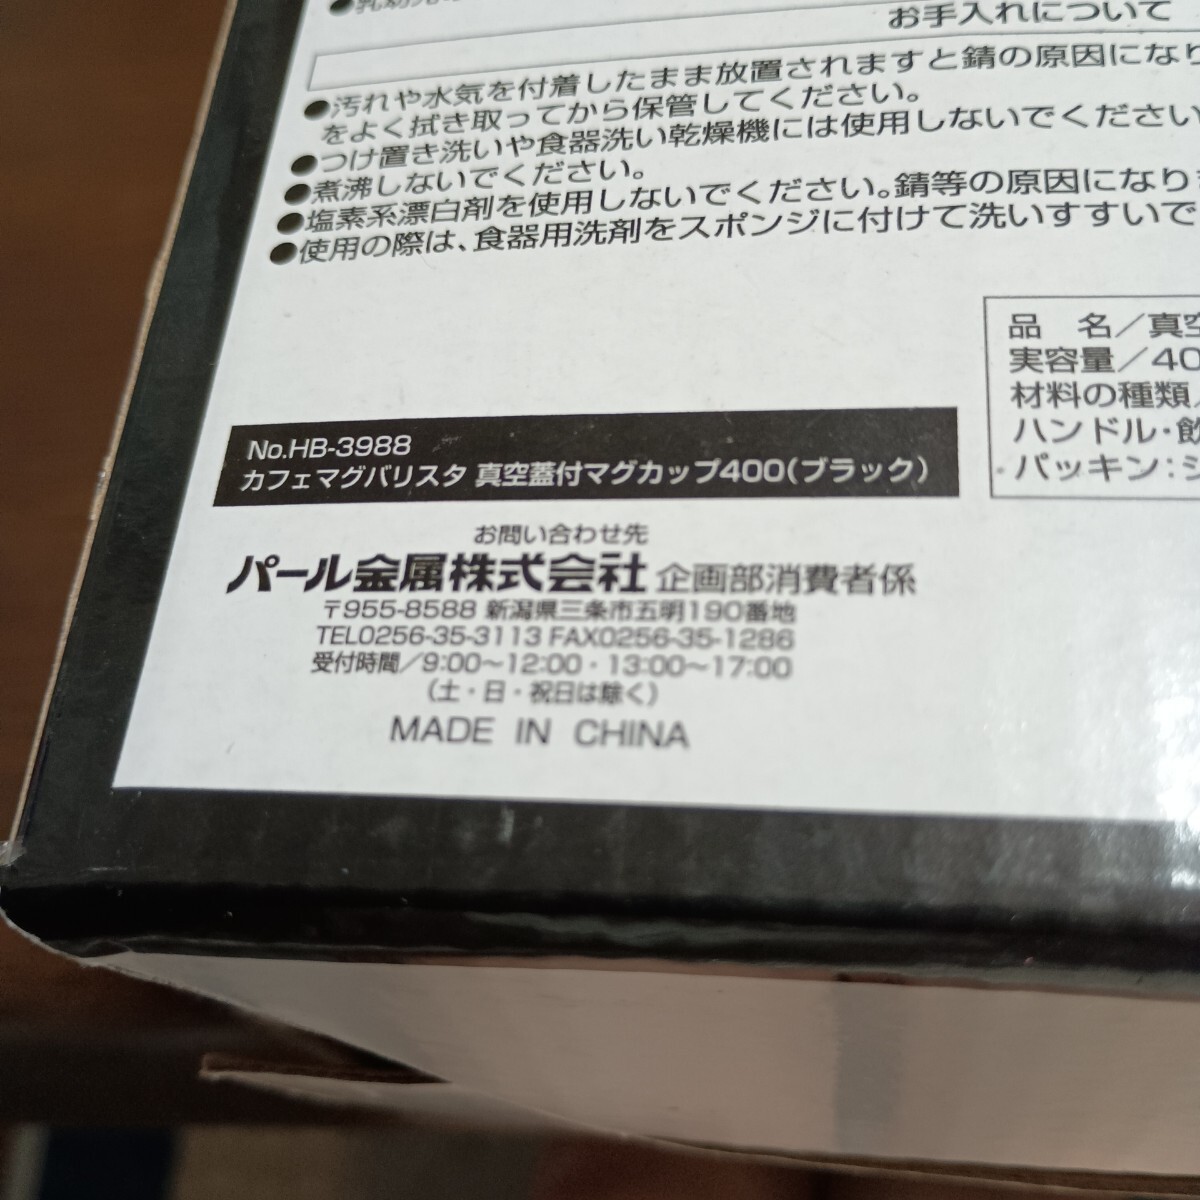 お手入れについて
●汚れや水気を付着したまま放置されますと錆の原因になり
をよく拭き取ってから保管してください。
●つけ置き洗いや食器洗い乾燥機には使用しないでください
●煮沸しないでください。
●塩素系漂白剤を使用しないでください。錆等の原因になりま
●使用の際は、食器用洗剤をスポンジに付けて洗いすすいで
品 名／真空
実容量／40
材料の種類／
ハンドル・飲
パッキン：シ
No.HB-3988
カフェマグバリスタ 真空蓋付マグカップ400(ブラック)
お問い合わせ先
パール金属株式会社 企画部消費者係
〒955-8588 新潟県三条市五明190番地
TEL0256-35-3113 FAX0256-35-1286
受付時間／9:00～12:00・13:00～17:00
(土・日・祝日は除く)
MADE IN CHINA